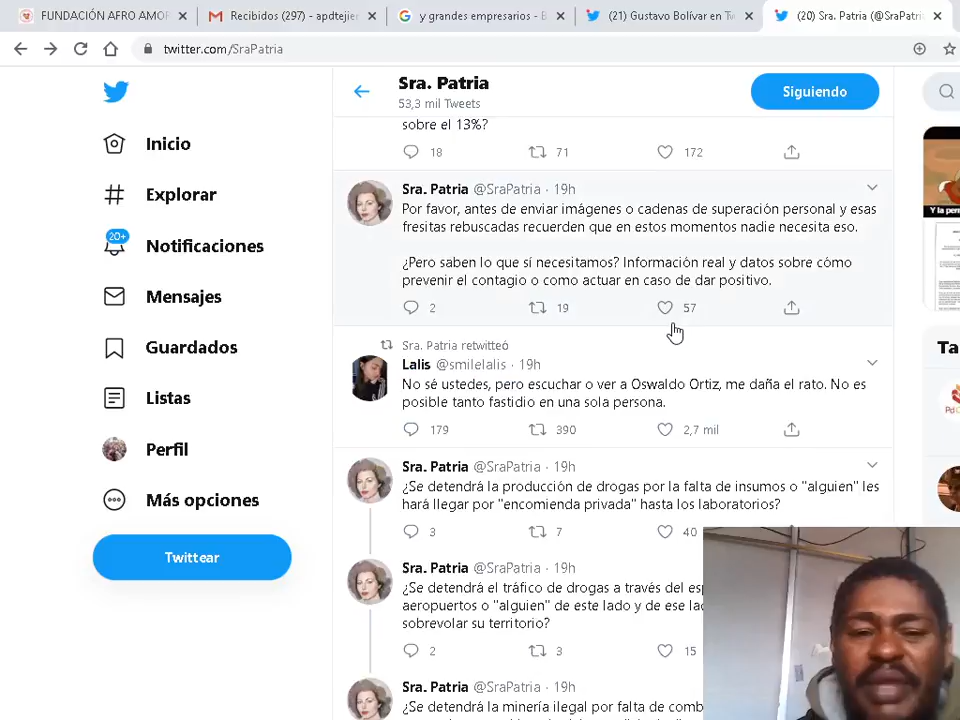 FUNDACIÓN AFRO AMOR
Recibidos (297) - apdtejier
y grandes empresarios - B
(21) Gustavo Bolívar en Tw
(20) Sra. Patria (@SraPatria
twitter.com/SraPatria
Inicio
Explorar
20+
Notificaciones
Mensajes
Guardados
Listas
Perfil
Más opciones
Twittear
Sra. Patria
53,3 mil Tweets
Siguiendo
sobre el 13%?
18 71 172
Sra. Patria @SraPatria · 19h
Por favor, antes de enviar imágenes o cadenas de superación personal y esas
fresitas rebuscadas recuerden que en estos momentos nadie necesita eso.
¿Pero saben lo que sí necesitamos? Información real y datos sobre cómo
prevenir el contagio o como actuar en caso de dar positivo.
2 19 57
Sra. Patria retwitteó
Lalis @smilelalis · 19h
No sé ustedes, pero escuchar o ver a Oswaldo Ortiz, me daña el rato. No es
posible tanto fastidio en una sola persona.
179 390 2,7 mil
Sra. Patria @SraPatria · 19h
¿Se detendrá la producción de drogas por la falta de insumos o "alguien" les
hará llegar por "encomienda privada" hasta los laboratorios?
3 7 40
Sra. Patria @SraPatria · 19h
¿Se detendrá el tráfico de drogas a través del esp
aeropuertos o "alguien" de este lado y de ese la
sobrevolar su territorio?
2 3 15
Sra. Patria @SraPatria · 19h
¿Se detendrá la minería ilegal por falta de comb
Y la per
Ta